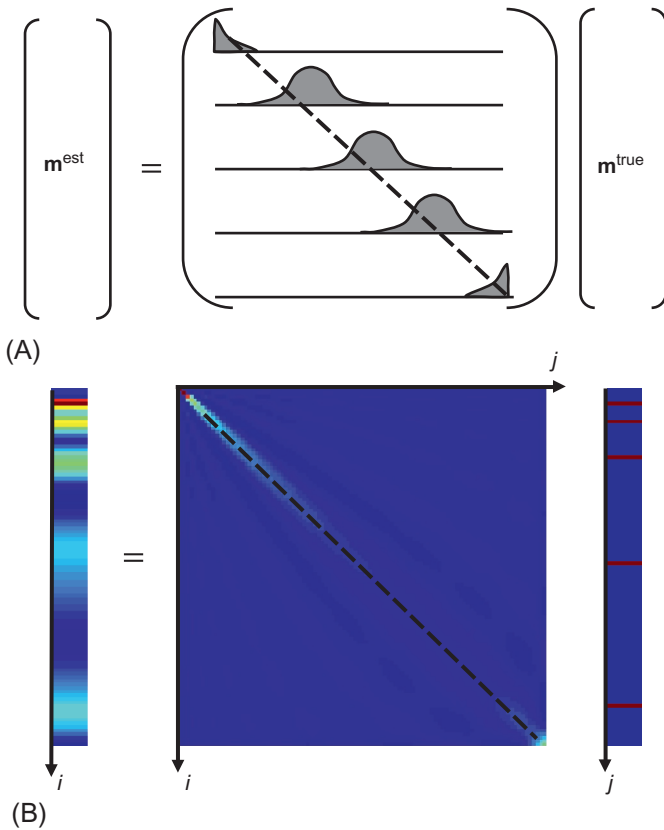 m^est = m^true
(A)
j
=
i i j
(B)